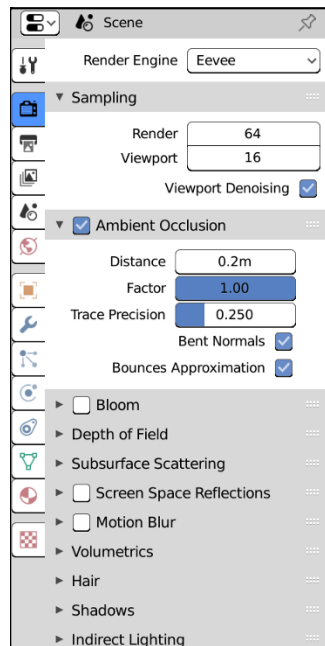 Scene
Render Engine Eevee
Sampling
Render 64
Viewport 16
Viewport Denoising
Ambient Occlusion
Distance 0.2m
Factor 1.00
Trace Precision 0.250
Bent Normals
Bounces Approximation
Bloom
Depth of Field
Subsurface Scattering
Screen Space Reflections
Motion Blur
Volumetrics
Hair
Shadows
Indirect Lighting